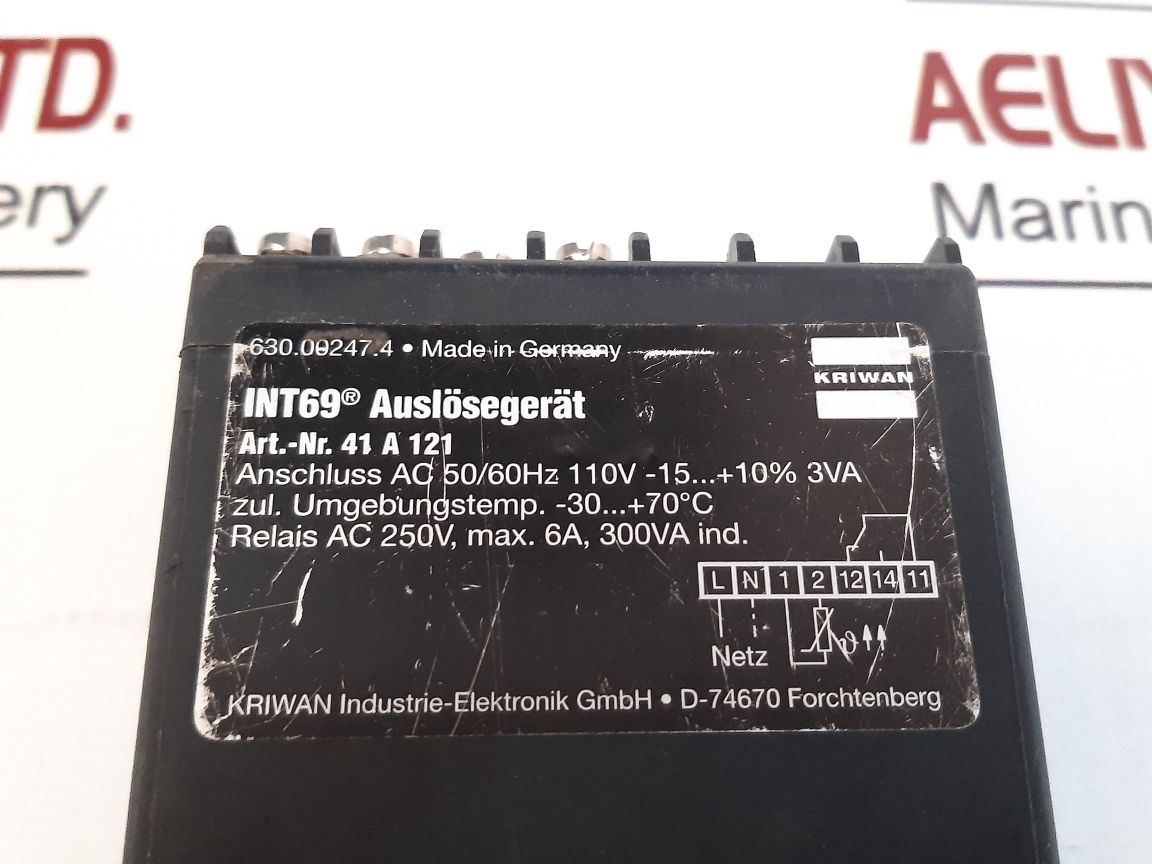 TD.
ery
AELIY
Marin
630.00247.4 • Made in Germany
KRIWAN
INT69® Auslösegerät
Art.-Nr. 41 A 121
Anschluss AC 50/60Hz 110V -15...+10% 3VA
zul. Umgebungstemp. -30...+70°C
Relais AC 250V, max. 6A, 300VA ind.
L N 1 2 12 14 11
Netz ϑ
KRIWAN Industrie-Elektronik GmbH • D-74670 Forchtenberg